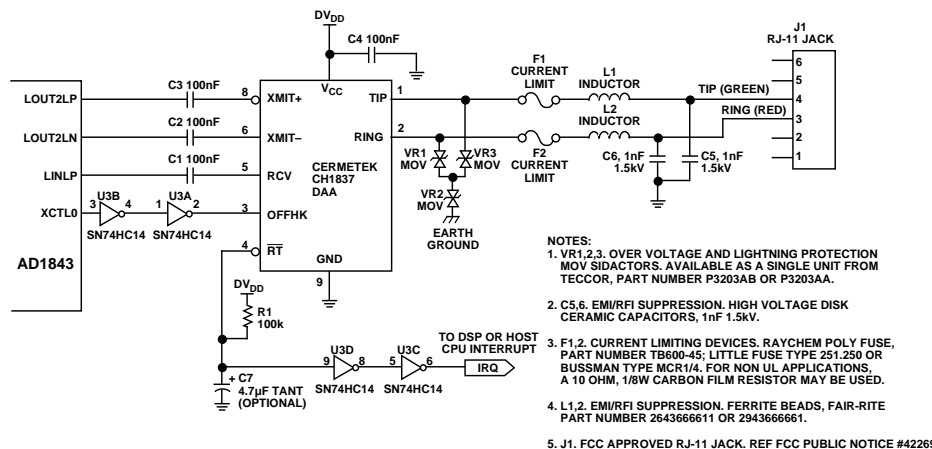 DVDD
C4 100nF
J1
RJ-11 JACK
C3 100nF
VCC
F1
CURRENT
LIMIT
L1
INDUCTOR
6
5
LOUT2LP
8
XMIT+
TIP
1
TIP (GREEN)
4
C2 100nF
L2
INDUCTOR
RING (RED)
3
LOUT2LN
6
XMIT–
RING
2
2
C1 100nF
CERMETEK
CH1837
DAA
VR1
MOV
VR3
MOV
F2
CURRENT
LIMIT
C6, 1nF
1.5kV
C5, 1nF
1.5kV
1
LINLP
5
RCV
U3B
U3A
VR2
MOV
XCTL0
3
4
1
2
3
OFFHK
SN74HC14
SN74HC14
EARTH
GROUND
4
RT
AD1843
GND
9
DVDD
R1
100k
TO DSP OR HOST
CPU INTERRUPT
U3D
U3C
9
8
5
6
IRQ
+
C7
4.7µF TANT
(OPTIONAL)
SN74HC14
SN74HC14
NOTES:
1. VR1,2,3. OVER VOLTAGE AND LIGHTNING PROTECTION
MOV SIDACTORS. AVAILABLE AS A SINGLE UNIT FROM
TECCOR, PART NUMBER P3203AB OR P3203AA.
2. C5,6. EMI/RFI SUPPRESSION. HIGH VOLTAGE DISK
CERAMIC CAPACITORS, 1nF 1.5kV.
3. F1,2. CURRENT LIMITING DEVICES. RAYCHEM POLY FUSE,
PART NUMBER TB600-45; LITTLE FUSE TYPE 251.250 OR
BUSSMAN TYPE MCR1/4. FOR NON UL APPLICATIONS,
A 10 OHM, 1/8W CARBON FILM RESISTOR MAY BE USED.
4. L1,2. EMI/RFI SUPPRESSION. FERRITE BEADS, FAIR-RITE
PART NUMBER 2643666611 OR 2943666661.
5. J1. FCC APPROVED RJ-11 JACK. REF FCC PUBLIC NOTICE #42269